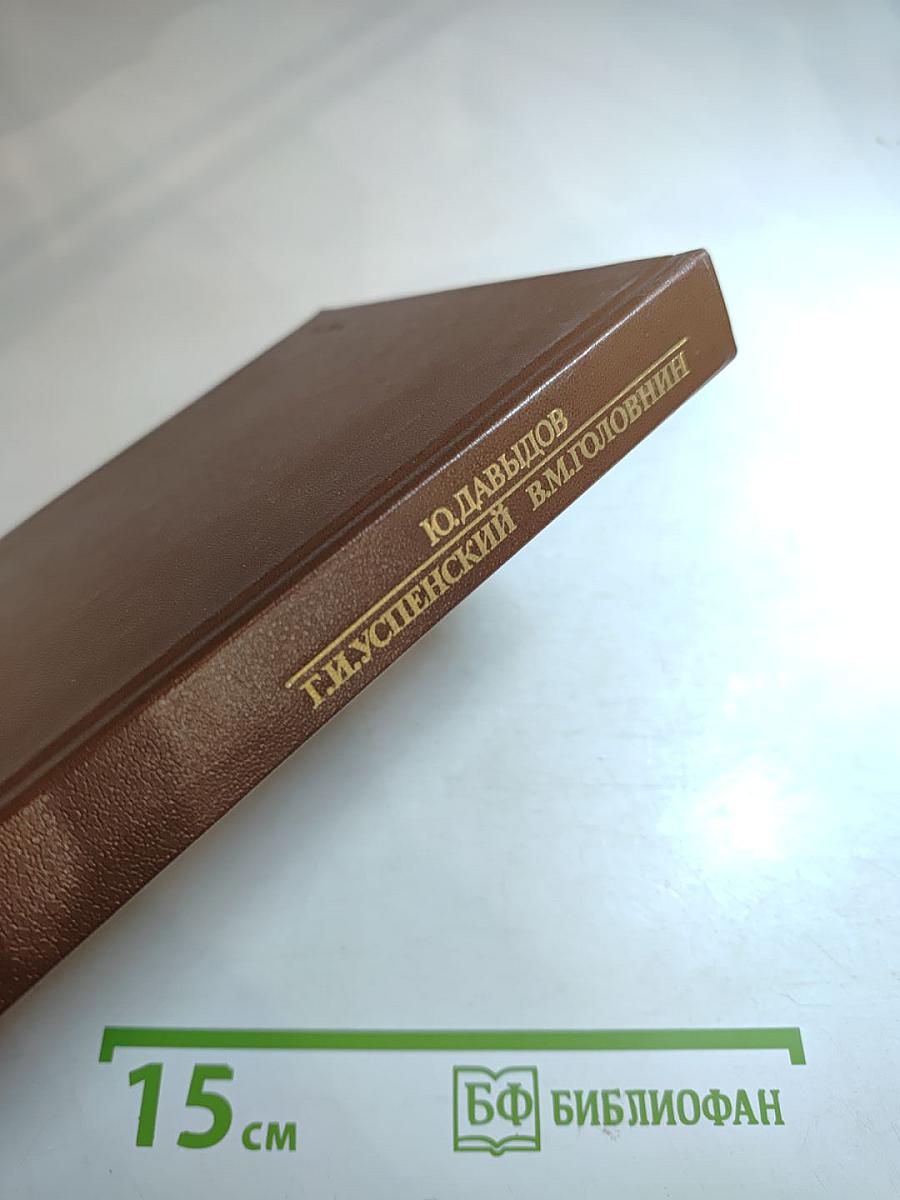 Ю.ДАВЫДОВ
Г.И.УСПЕНСКИЙ В.М.ГОЛОВНИН
15 см
БФ БИБЛИОФАН